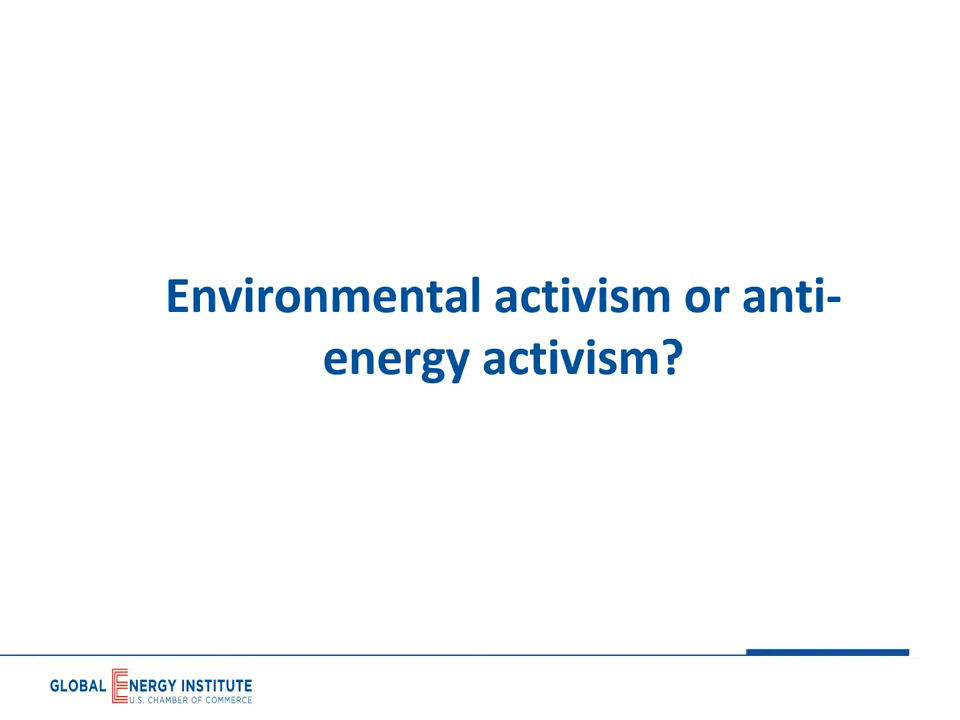 Environmental activism or anti-
energy activism?
GLOBAL ENERGY INSTITUTE
U.S. CHAMBER OF COMMERCE